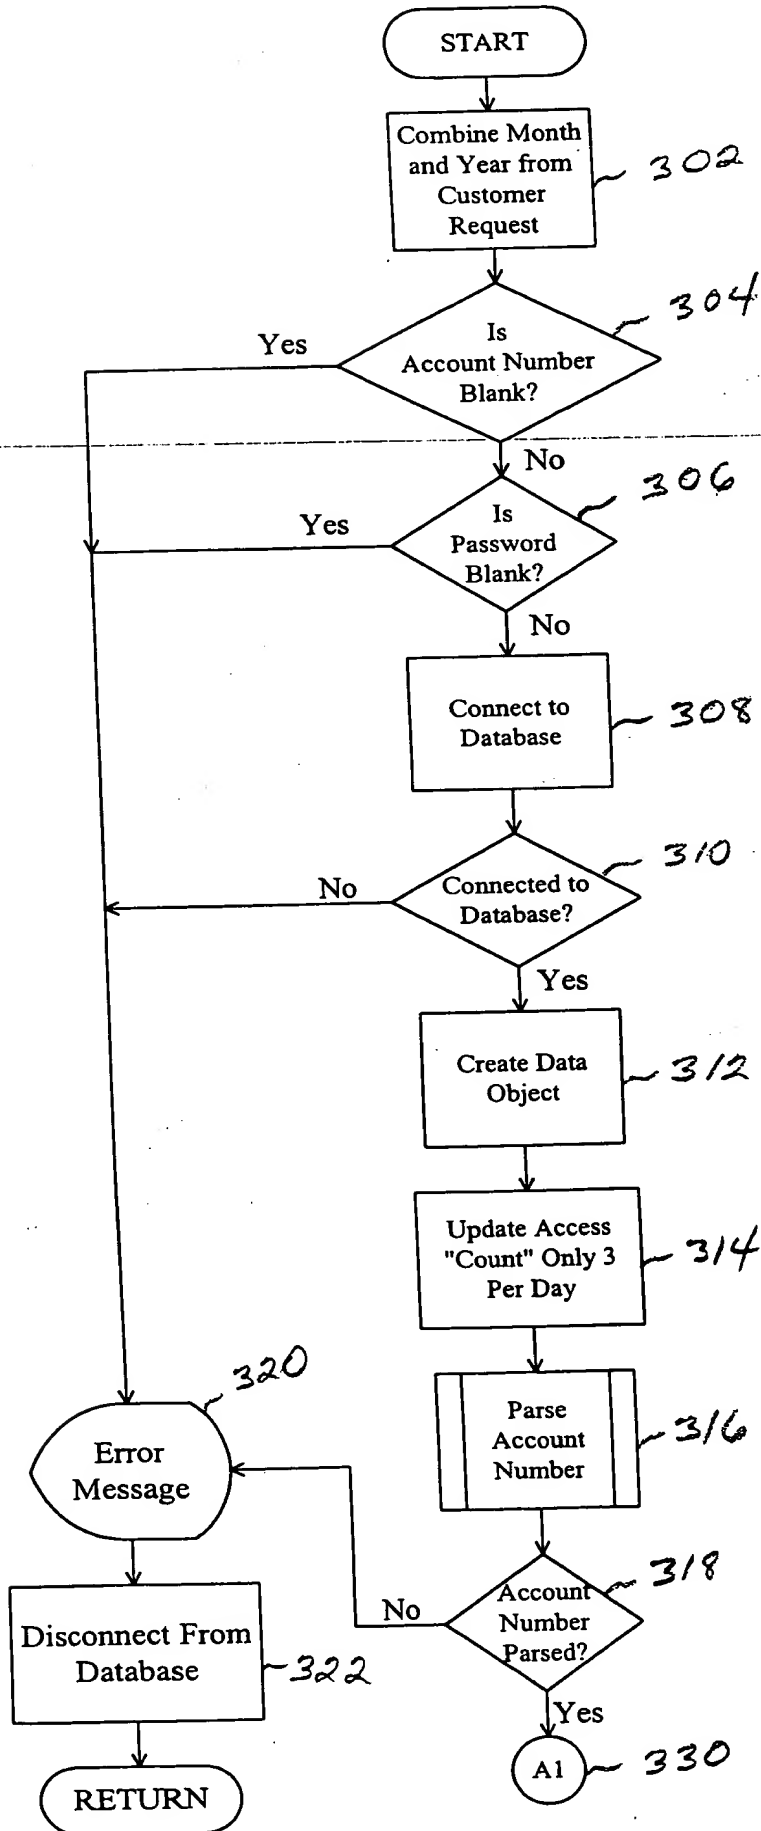 START
Combine Month
and Year from
Customer
Request
302
Is
Account Number
Blank?
304
Yes
No
Is
Password
Blank?
306
Yes
No
Connect to
Database
308
Connected to
Database?
310
No
Yes
Create Data
Object
312
Update Access
"Count" Only 3
Per Day
314
Parse
Account
Number
316
Account
Number
Parsed?
318
No
Yes
A1
330
Error
Message
320
Disconnect From
Database
322
RETURN